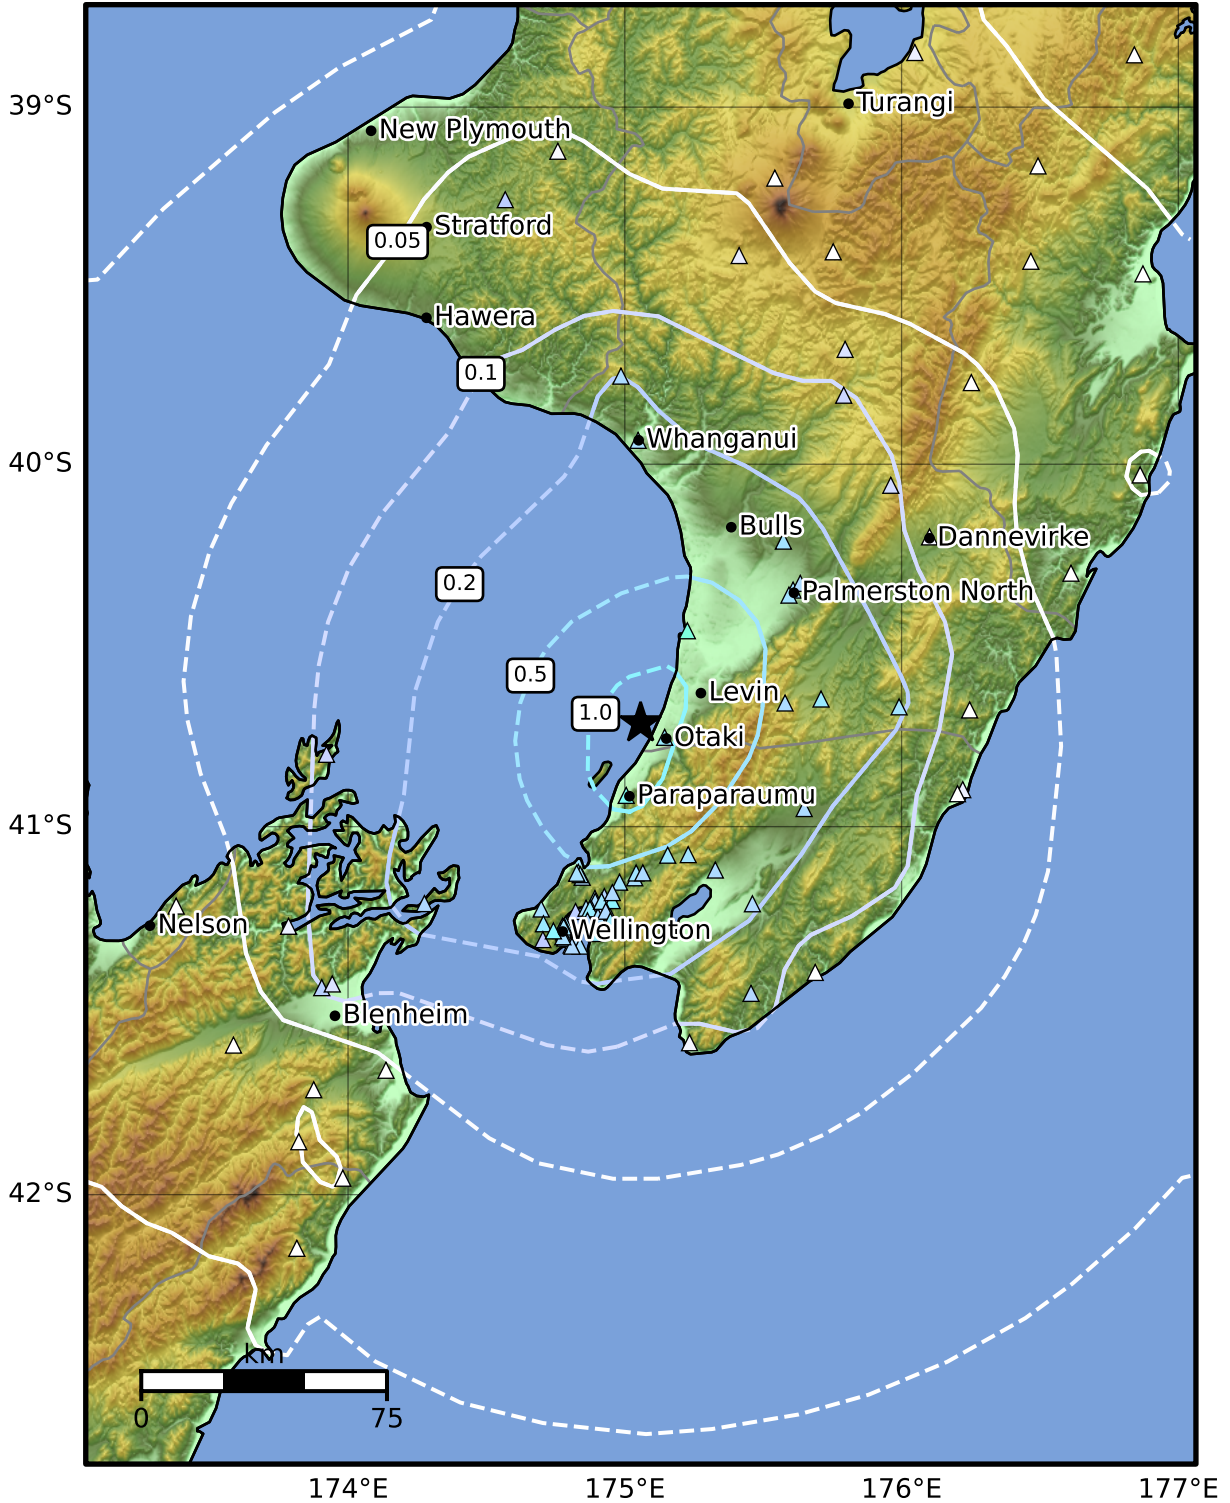 Turangi
39°S
New Plymouth
Stratford
0.05
Hawera
0.1
Whanganui
40°S
Bulls
Dannevirke
0.2
Palmerston North
0.5
Levin
1.0
Otaki
Paraparaumu
41°S
Nelson
Wellington
Blenheim
42°S
km
0 75
174°E 175°E 176°E 177°E